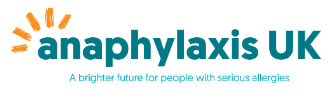 anaphylaxis UK
A brighter future for people with serious allergies